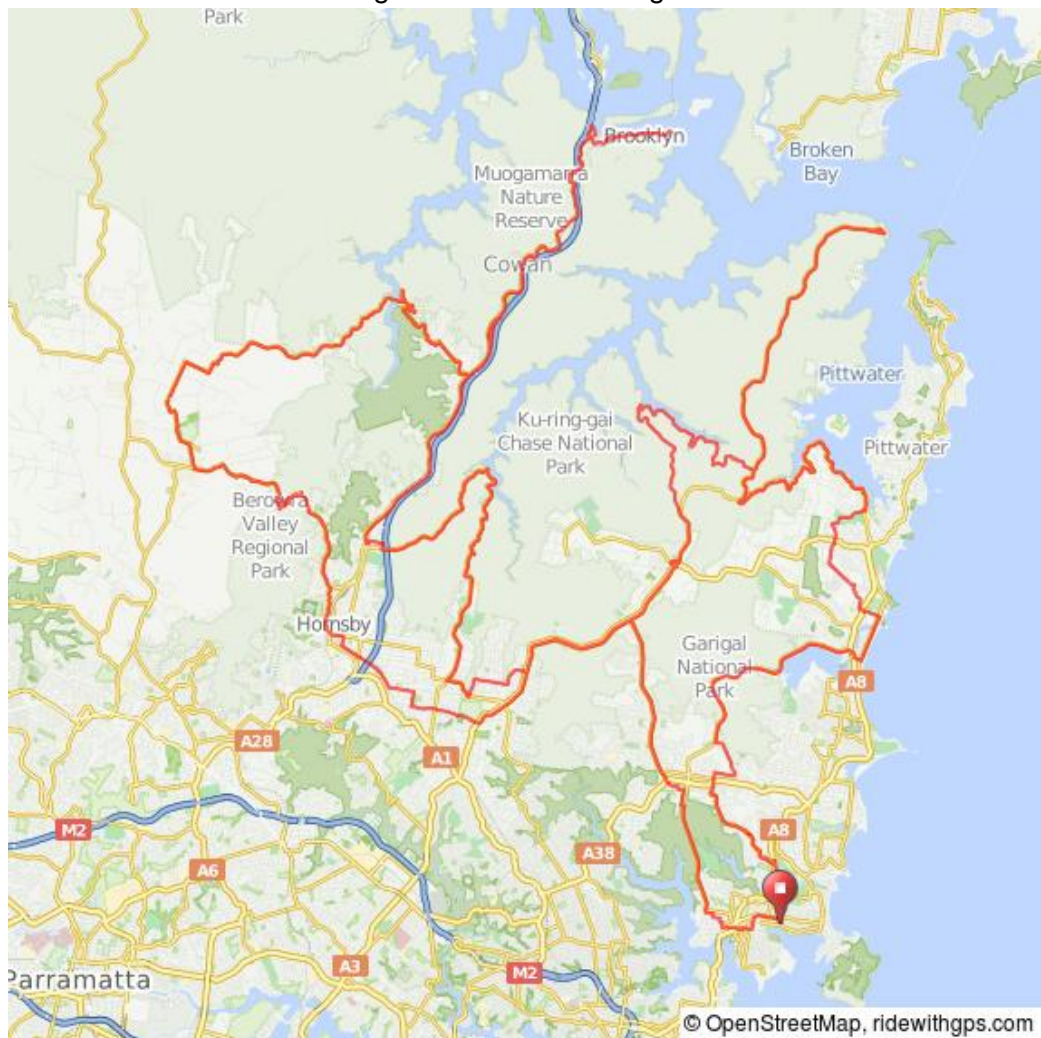 Park
Brooklyn
Broken
Bay
Muogamarra
Nature
Reserve
Cowan
Pittwater
Ku-ring-gai
Chase National
Park
Pittwater
Berowra
Valley
Regional
Park
Hornsby
Garigal
National
Park
A8
A28
A1
M2
A8
A38
A6
A3
M2
Parramatta
© OpenStreetMap, ridewithgps.com